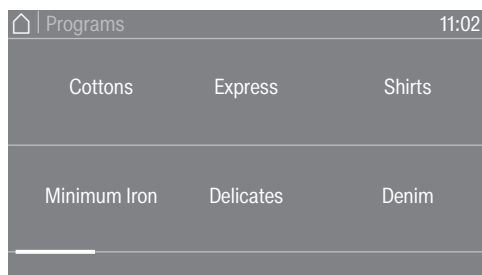 Programs 11:02
Cottons Express Shirts
Minimum Iron Delicates Denim